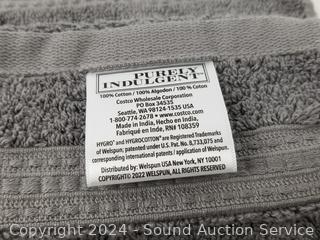 PURELY
INDULGENT
100% Cotton / 100% Algodon / 100 % Coton
Costco Wholesale Corporation
PO Box 34535
Seattle, WA 98124-1535 USA
1-800-774-2678 • www.costco.com
Made in India, Hecho en India,
Fabriqué en Inde, RN# 108359
HYGRO® and HYGROCOTTON® are Registered Trademarks
of Welspun; patented under U.S. Pat. No. 8,733,075 and
corresponding international patents / application of Welspun.
Distributed by: Welspun USA New York, NY 10001
COPYRIGHT© 2022 WELSPUN, ALL RIGHTS RESERVED.
Copyright 2024 - Sound Auction Service